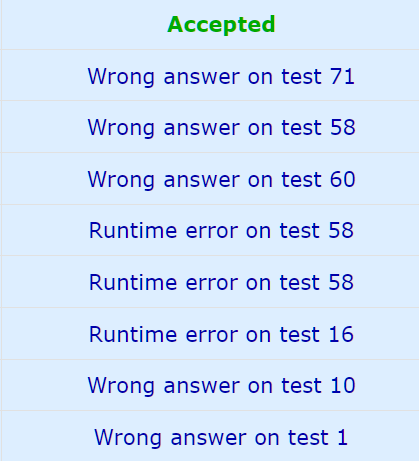 Accepted
Wrong answer on test 71
Wrong answer on test 58
Wrong answer on test 60
Runtime error on test 58
Runtime error on test 58
Runtime error on test 16
Wrong answer on test 10
Wrong answer on test 1